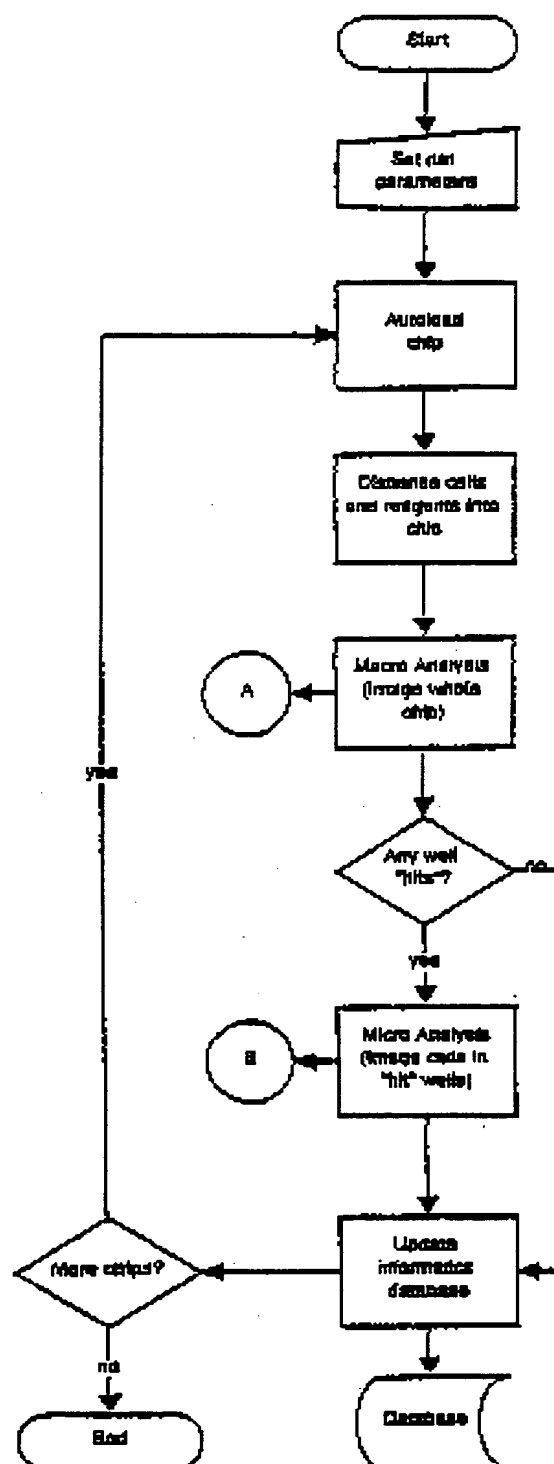 Start
Set run
parameters
Autoload
chip
Dispense cells
and reagents into
chip
Macro Analysis
(Image whole
chip)
A
yes
Any well
"hits"?
no
yes
Micro Analysis
(Image cells in
"hit" wells)
B
Update
informatics
database
More chips?
no
End
Database